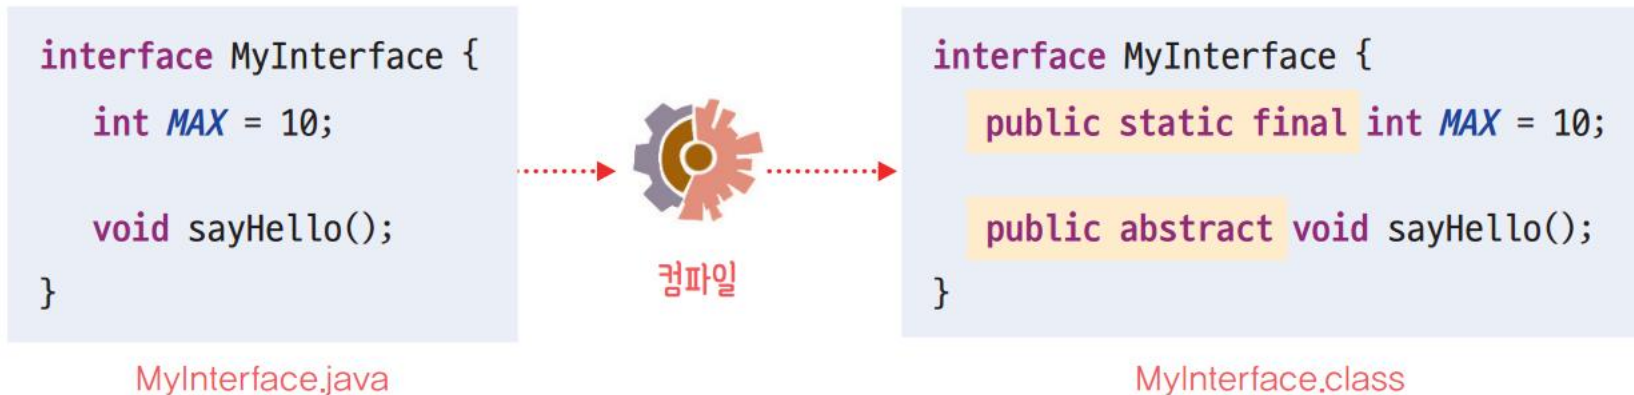 interface MyInterface {
int MAX = 10;
void sayHello();
}
MyInterface.java
컴파일
interface MyInterface {
public static final int MAX = 10;
public abstract void sayHello();
}
MyInterface.class